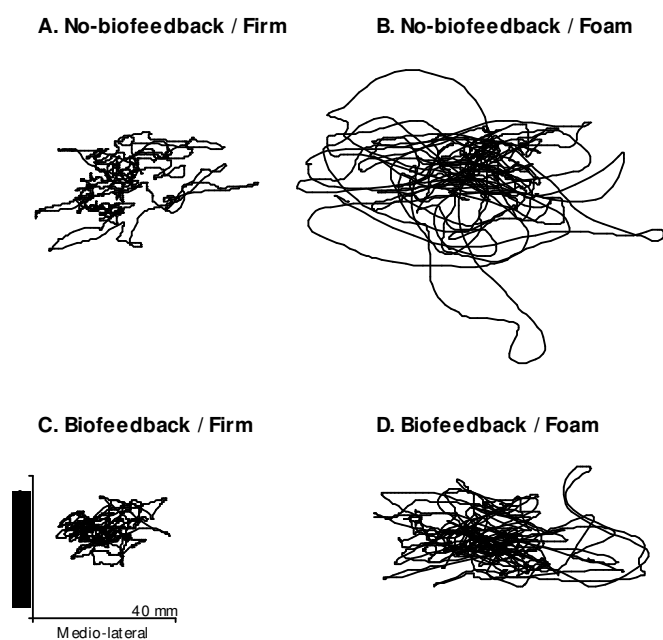 A. No-biofeedback / Firm
B. No-biofeedback / Foam
C. Biofeedback / Firm
D. Biofeedback / Foam
40 mm
Medio-lateral